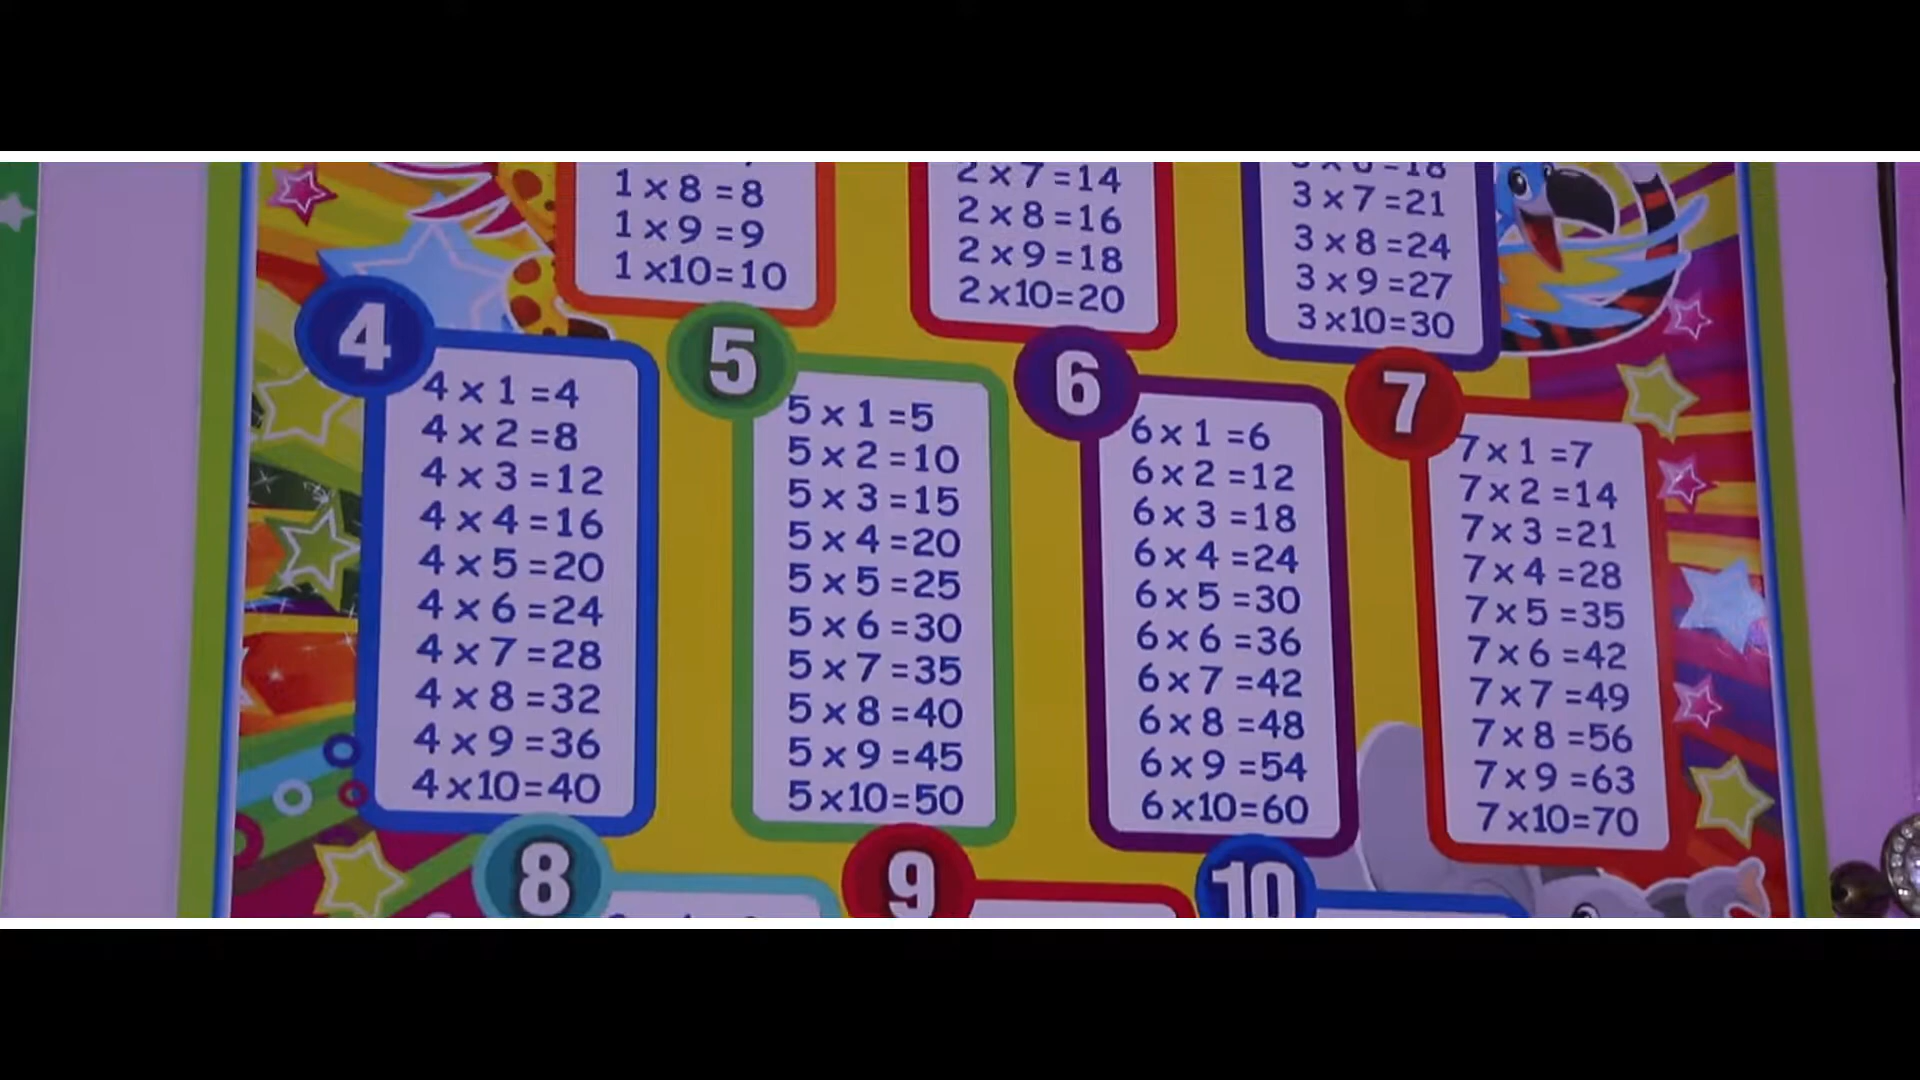 1 x 8 =8
1 x 9 =9
1 x10=10
2 x 7 =14
2 x 8 =16
2 x 9 =18
2 x10=20
3 x 7 =21
3 x 8 =24
3 x 9 =27
3 x10=30
4
4 x 1 =4
4 x 2 =8
4 x 3 =12
4 x 4 =16
4 x 5 =20
4 x 6 =24
4 x 7 =28
4 x 8 =32
4 x 9 =36
4 x10=40
5
5 x 1 =5
5 x 2 =10
5 x 3 =15
5 x 4 =20
5 x 5 =25
5 x 6 =30
5 x 7 =35
5 x 8 =40
5 x 9 =45
5 x10=50
6
6 x 1 =6
6 x 2 =12
6 x 3 =18
6 x 4 =24
6 x 5 =30
6 x 6 =36
6 x 7 =42
6 x 8 =48
6 x 9 =54
6 x10=60
7
7 x 1 =7
7 x 2 =14
7 x 3 =21
7 x 4 =28
7 x 5 =35
7 x 6 =42
7 x 7 =49
7 x 8 =56
7 x 9 =63
7 x10=70
8
9
10